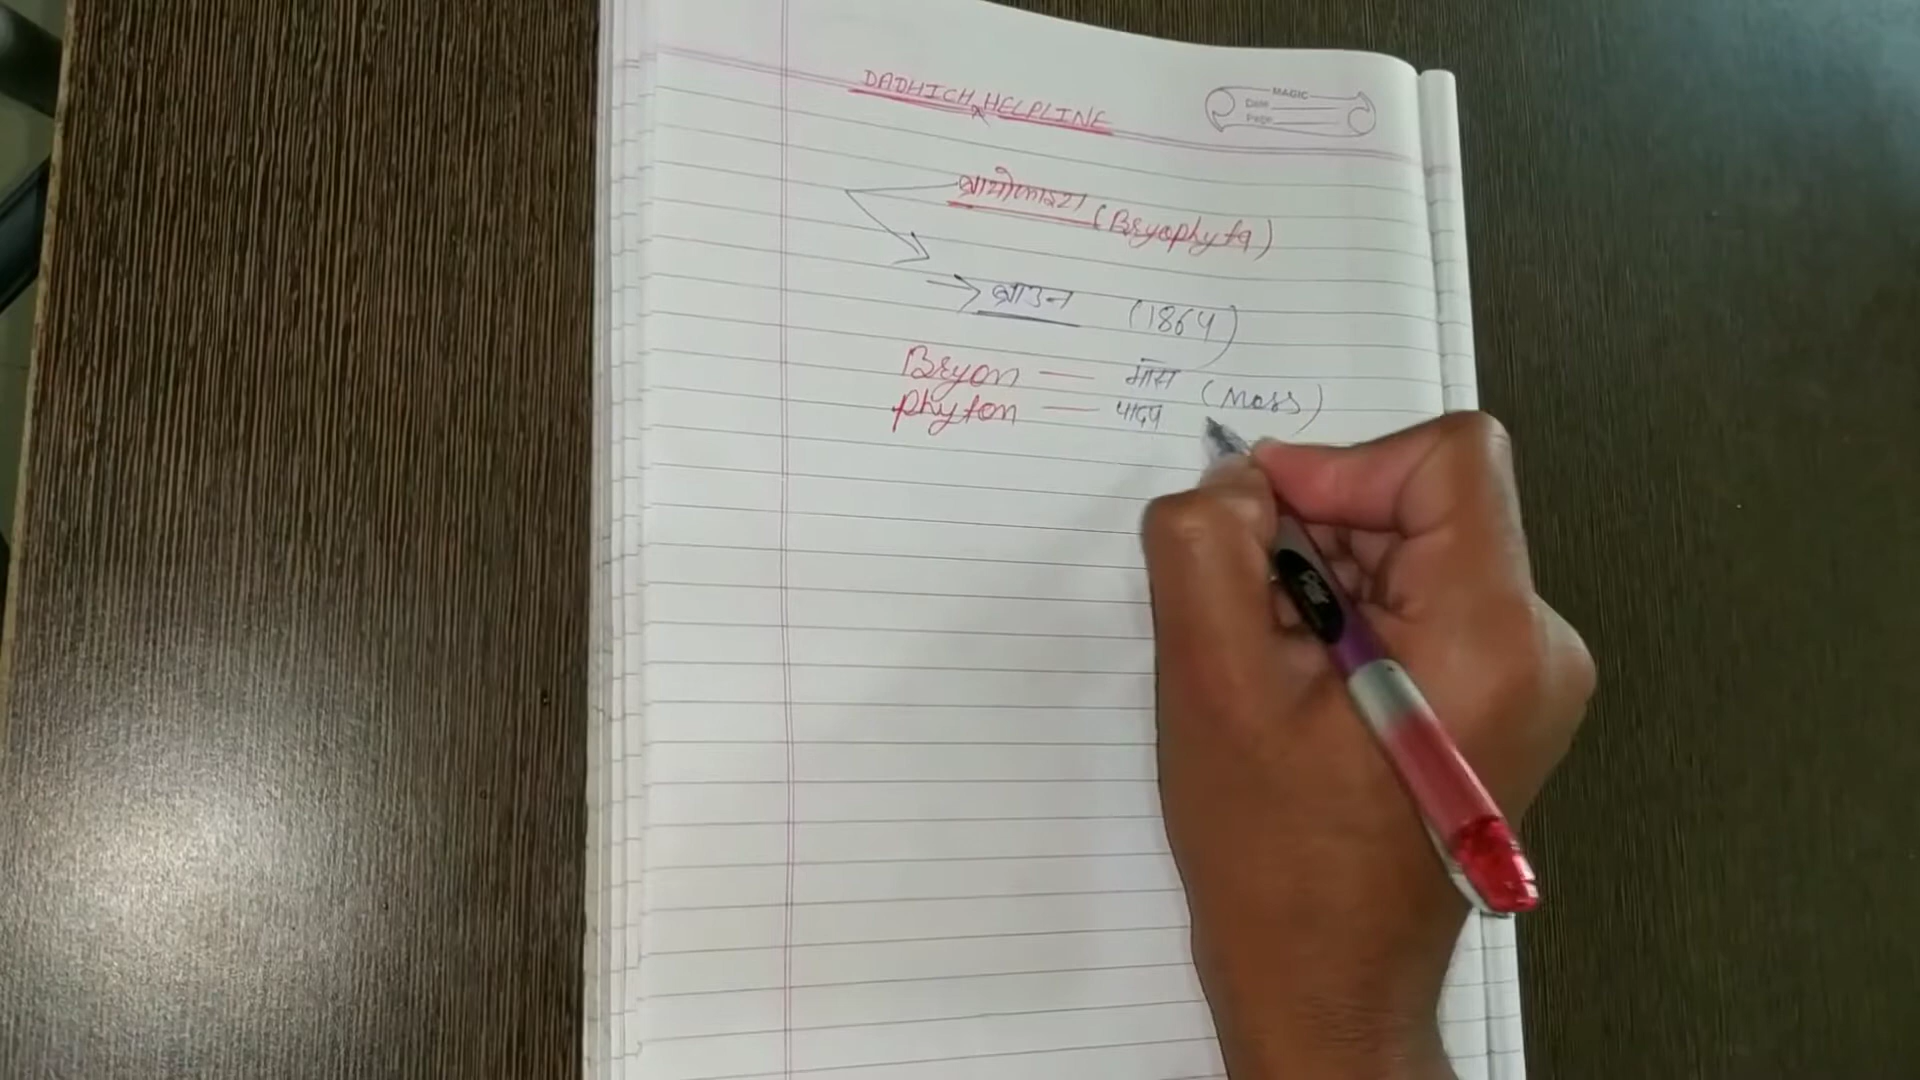 DADHICH HELPLINE
MAGIC
Date
Page
ब्रायोफाइटा (Bryophyta)
ब्राउन (1864)
Bryon — मॉस (Moss)
Phyton — पादप